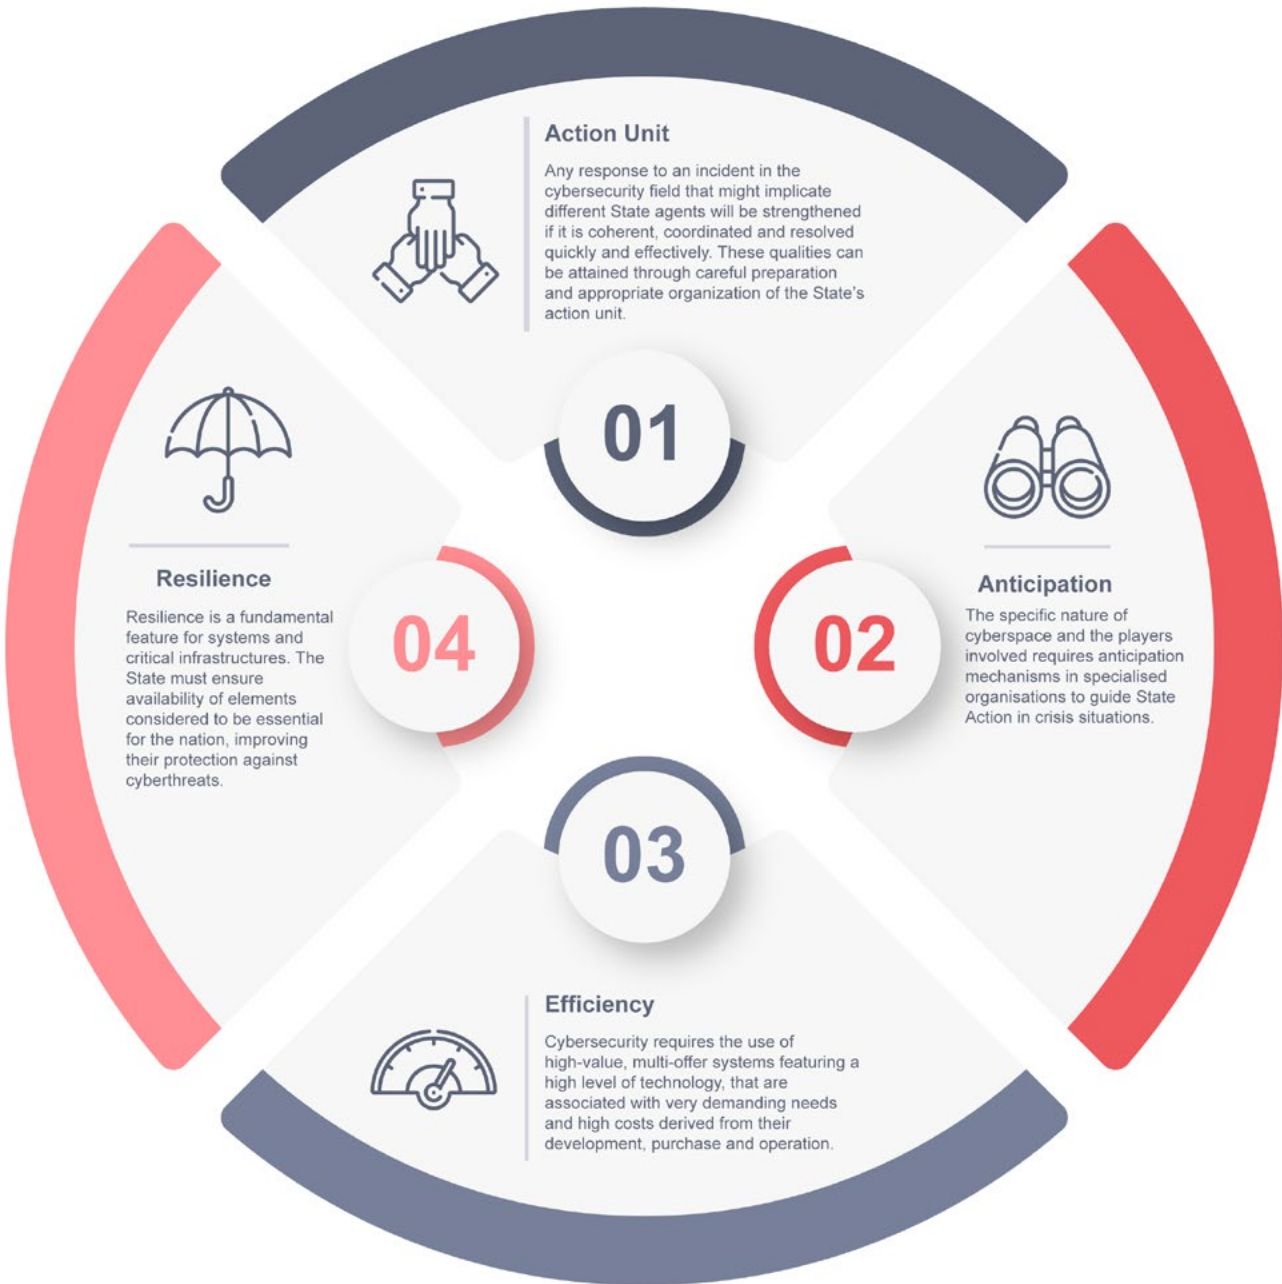 Action Unit
Any response to an incident in the
cybersecurity field that might implicate
different State agents will be strengthened
if it is coherent, coordinated and resolved
quickly and effectively. These qualities can
be attained through careful preparation
and appropriate organization of the State's
action unit.
01
Anticipation
The specific nature of
cyberspace and the players
involved requires anticipation
mechanisms in specialised
organisations to guide State
Action in crisis situations.
02
03
Efficiency
Cybersecurity requires the use of
high-value, multi-offer systems featuring a
high level of technology, that are
associated with very demanding needs
and high costs derived from their
development, purchase and operation.
Resilience
Resilience is a fundamental
feature for systems and
critical infrastructures. The
State must ensure
availability of elements
considered to be essential
for the nation, improving
their protection against
cyberthreats.
04